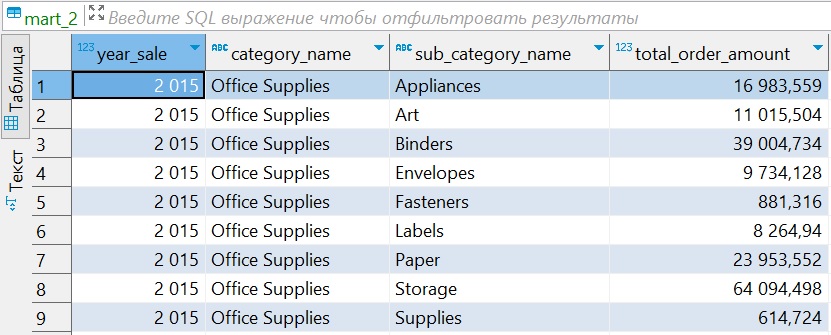 mart_2 Введите SQL выражение чтобы отфильтровать результаты
Таблица
Текст
123 year_sale ABC category_name ABC sub_category_name 123 total_order_amount
1 2 015 Office Supplies Appliances 16 983,559
2 2 015 Office Supplies Art 11 015,504
3 2 015 Office Supplies Binders 39 004,734
4 2 015 Office Supplies Envelopes 9 734,128
5 2 015 Office Supplies Fasteners 881,316
6 2 015 Office Supplies Labels 8 264,94
7 2 015 Office Supplies Paper 23 953,552
8 2 015 Office Supplies Storage 64 094,498
9 2 015 Office Supplies Supplies 614,724